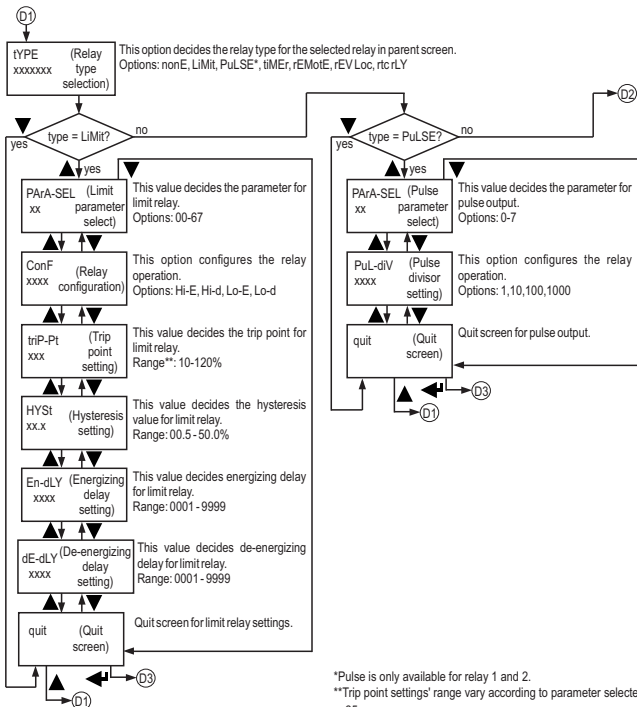 D1
tYPE (Relay
xxxxxxx type
selection)
This option decides the relay type for the selected relay in parent screen.
Options: nonE, LiMit, PuLSE*, tiMEr, rEMotE, rEV Loc, rtc rLY
D2
type = LiMit?
no
yes
yes
type = PuLSE?
no
yes
yes
PArA-SEL (Limit
xx parameter
select)
This value decides the parameter for
limit relay.
Options: 00-67
ConF (Relay
xxxx configuration)
This option configures the relay
operation.
Options: Hi-E, Hi-d, Lo-E, Lo-d
triP-Pt (Trip
xxx point
setting)
This value decides the trip point for
limit relay.
Range**: 10-120%
HYSt (Hysteresis
xx.x setting)
This value decides the hysteresis
value for limit relay.
Range: 00.5 - 50.0%
En-dLY (Energizing
xxxx delay
setting)
This value decides energizing delay
for limit relay.
Range: 0001 - 9999
dE-dLY (De-energizing
xxxx delay
setting)
This value decides de-energizing
delay for limit relay.
Range: 0001 - 9999
quit (Quit
screen)
Quit screen for limit relay settings.
D3
D1
PArA-SEL (Pulse
xx parameter
select)
This value decides the parameter for
pulse output.
Options: 0-7
PuL-diV (Pulse
xxxx divisor
setting)
This option configures the relay
operation.
Options: 1,10,100,1000
quit (Quit
screen)
Quit screen for pulse output.
D3
D1
*Pulse is only available for relay 1 and 2.
**Trip point settings' range vary according to parameter selecte